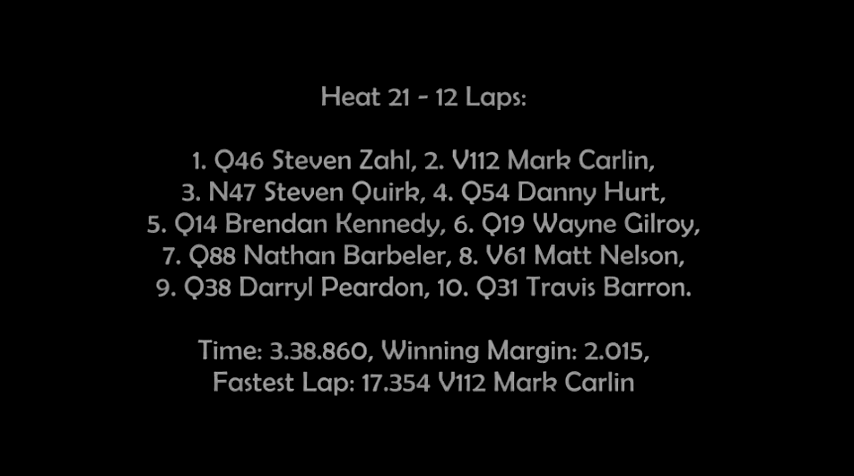 Heat 21 - 12 Laps:
1. Q46 Steven Zahl, 2. V112 Mark Carlin,
3. N47 Steven Quirk, 4. Q54 Danny Hurt,
5. Q14 Brendan Kennedy, 6. Q19 Wayne Gilroy,
7. Q88 Nathan Barbeler, 8. V61 Matt Nelson,
9. Q38 Darryl Peardon, 10. Q31 Travis Barron.
Time: 3.38.860, Winning Margin: 2.015,
Fastest Lap: 17.354 V112 Mark Carlin